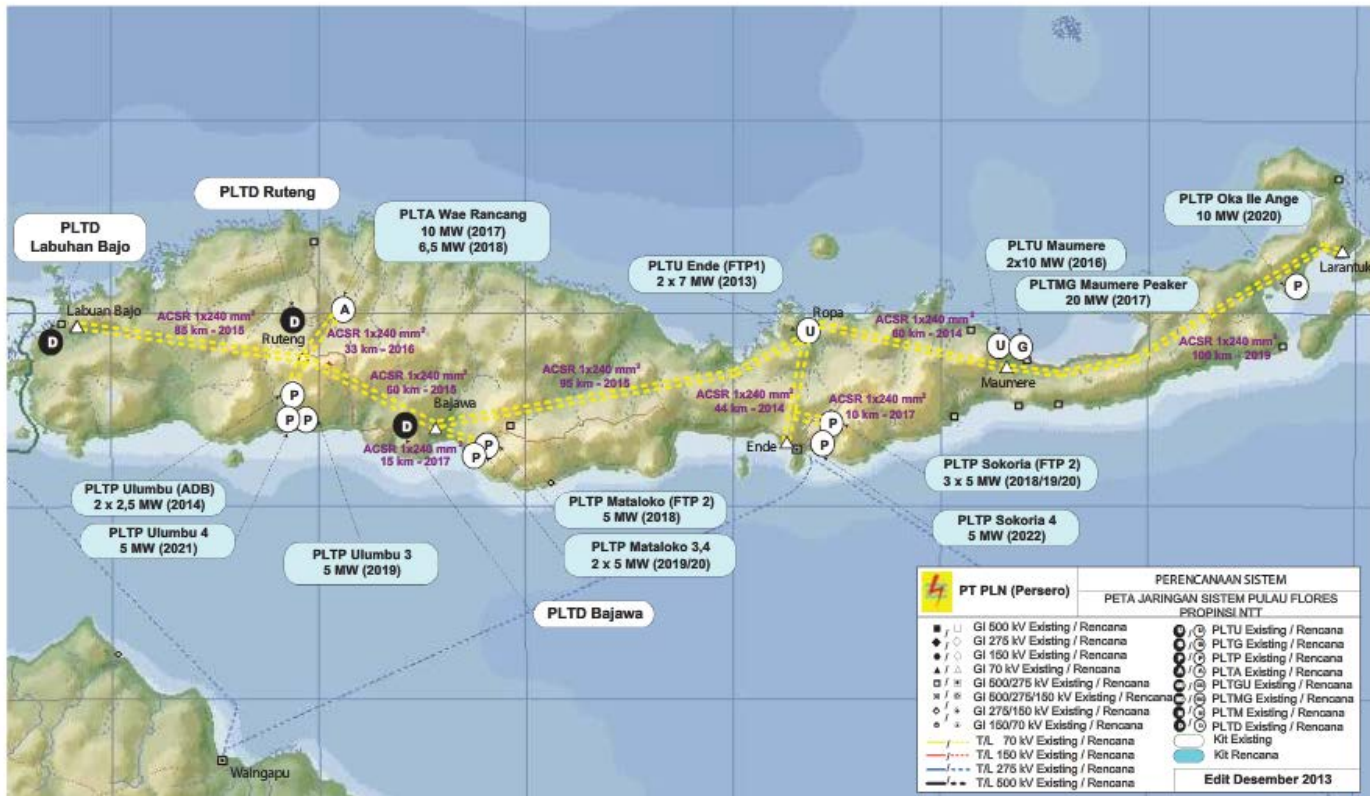 PLTD Ruteng
PLTD
Labuhan Bajo
PLTA Wae Rancang
10 MW (2017)
6,5 MW (2018)
PLTP Oka Ile Ange
10 MW (2020)
PLTU Ende (FTP1)
2 x 7 MW (2013)
PLTU Maumere
2x10 MW (2016)
PLTMG Maumere Peaker
20 MW (2017)
Larantuk
P
Labuan Bajo
ACSR 1x240 mm²
85 km - 2015
D
D
Ruteng
A
ACSR 1x240 mm²
33 km - 2016
Ropa
U
ACSR 1x240 mm²
60 km - 2014
U
G
Maumere
ACSR 1x240 mm²
100 km - 2019
ACSR 1x240 mm²
60 km - 2015
ACSR 1x240 mm²
95 km - 2015
P
P
P
Bajawa
D
ACSR 1x240 mm²
15 km - 2017
P
P
ACSR 1x240 mm²
44 km - 2014
ACSR 1x240 mm²
10 km - 2017
Ende
P
P
PLTP Ulumbu (ADB)
2 x 2,5 MW (2014)
PLTP Ulumbu 4
5 MW (2021)
PLTP Ulumbu 3
5 MW (2019)
PLTP Mataloko (FTP 2)
5 MW (2018)
PLTP Mataloko 3,4
2 x 5 MW (2019/20)
PLTP Sokoria (FTP 2)
3 x 5 MW (2018/19/20)
PLTP Sokoria 4
5 MW (2022)
PLTD Bajawa
Waingapu
PT PLN (Persero)
PERENCANAAN SISTEM
PETA JARINGAN SISTEM PULAU FLORES
PROPINSI NTT
GI 500 kV Existing / Rencana
GI 275 kV Existing / Rencana
GI 150 kV Existing / Rencana
GI 70 kV Existing / Rencana
GI 500/275 kV Existing / Rencana
GI 500/275/150 kV Existing / Rencana
GI 275/150 kV Existing / Rencana
GI 150/70 kV Existing / Rencana
T/L 70 kV Existing / Rencana
T/L 150 kV Existing / Rencana
T/L 275 kV Existing / Rencana
T/L 500 kV Existing / Rencana
PLTU Existing / Rencana
PLTG Existing / Rencana
PLTP Existing / Rencana
PLTA Existing / Rencana
PLTGU Existing / Rencana
PLTMG Existing / Rencana
PLTM Existing / Rencana
PLTD Existing / Rencana
Kit Existing
Kit Rencana
Edit Desember 2013